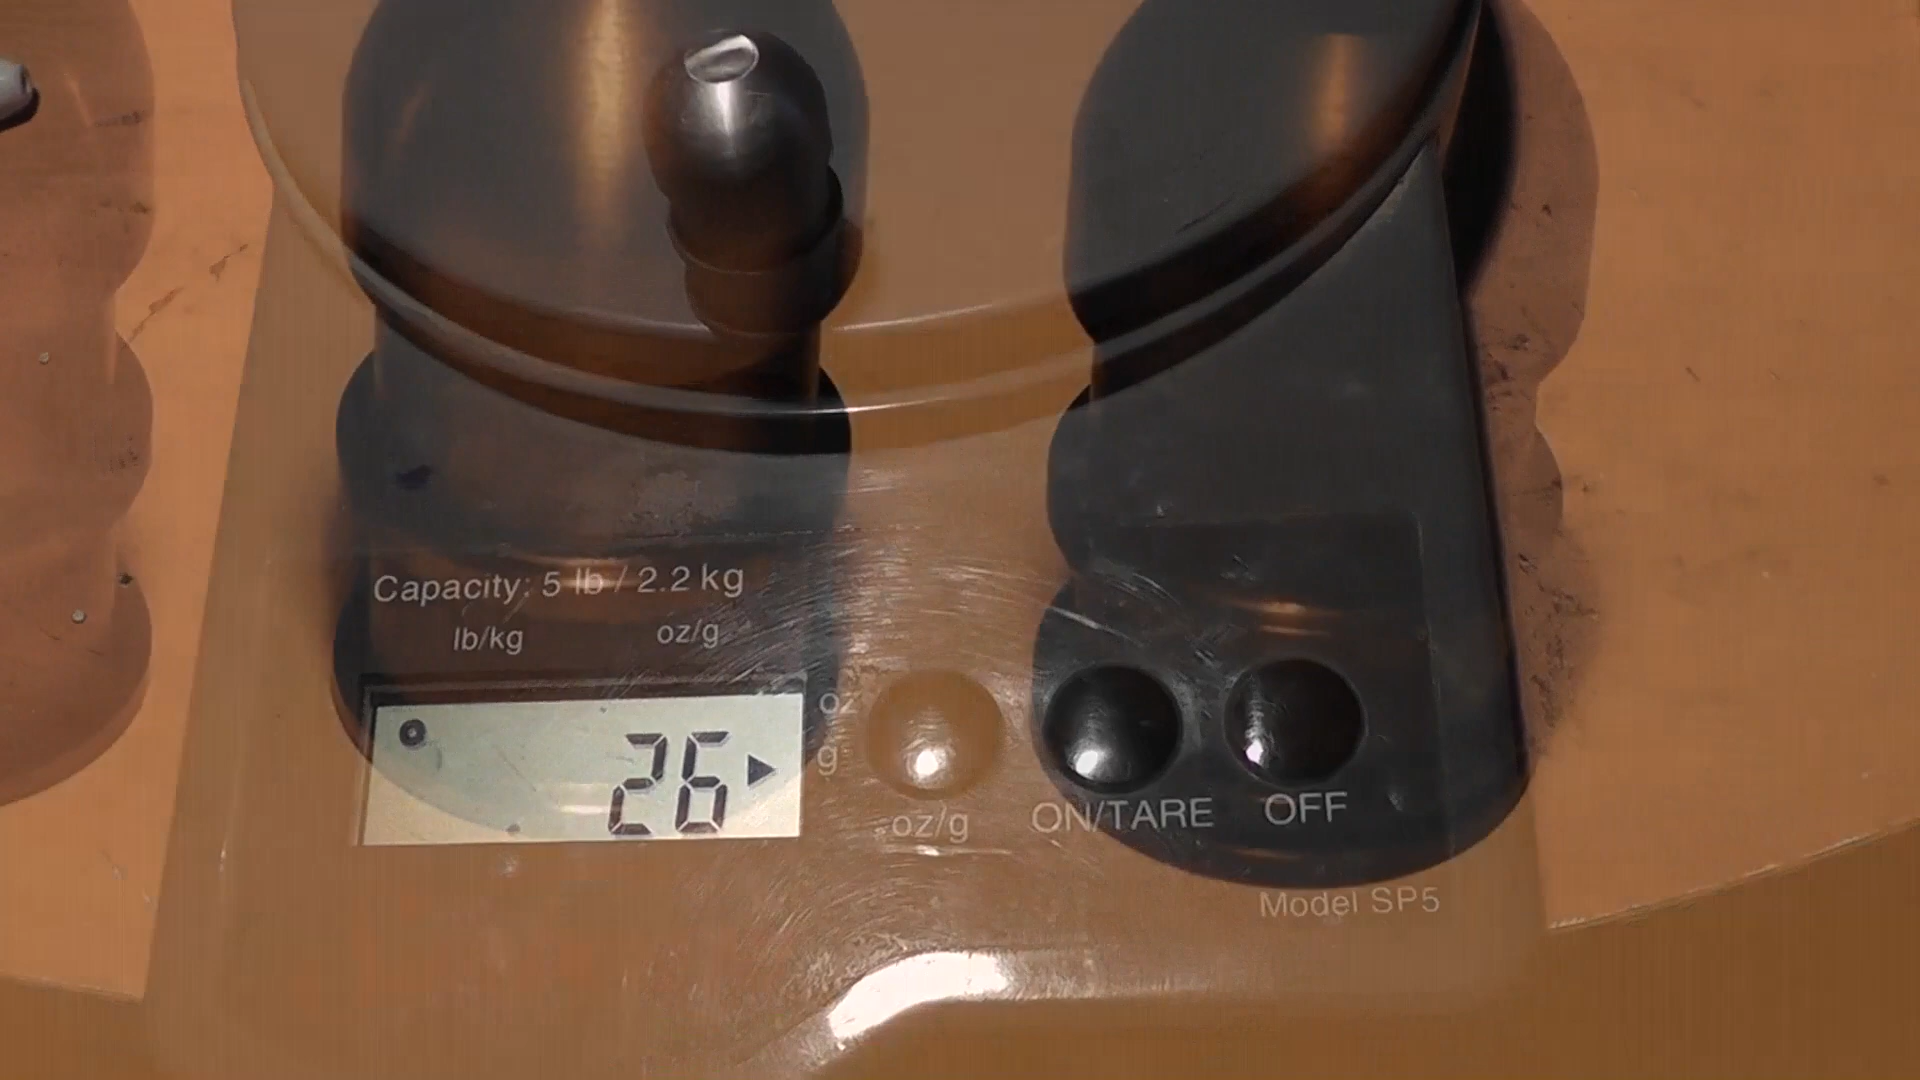 Capacity: 5 lb / 2.2 kg
lb/kg oz/g
oz
g
26
oz/g ON/TARE OFF
Model SP5